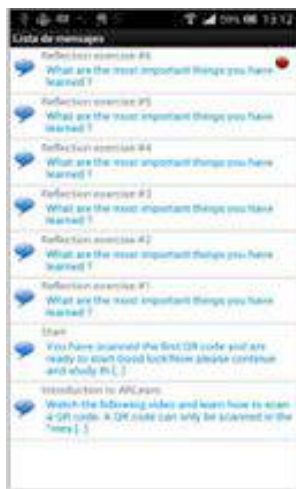 13:12
Lista de mensajes
Reflection exercise #6
What are the most important things you have
learned ?
Reflection exercise #5
What are the most important things you have
learned ?
Reflection exercise #4
What are the most important things you have
learned ?
Reflection exercise #3
What are the most important things you have
learned ?
Reflection exercise #2
What are the most important things you have
learned ?
Reflection exercise #1
What are the most important things you have
learned ?
Start
You have scanned the first QR code and are
ready to start Good luck!Now please continue
and study th [..]
Introduction to ARLearn
Watch the following video and learn how to scan
a QR code. A QR code can only be scanned in the
[..]